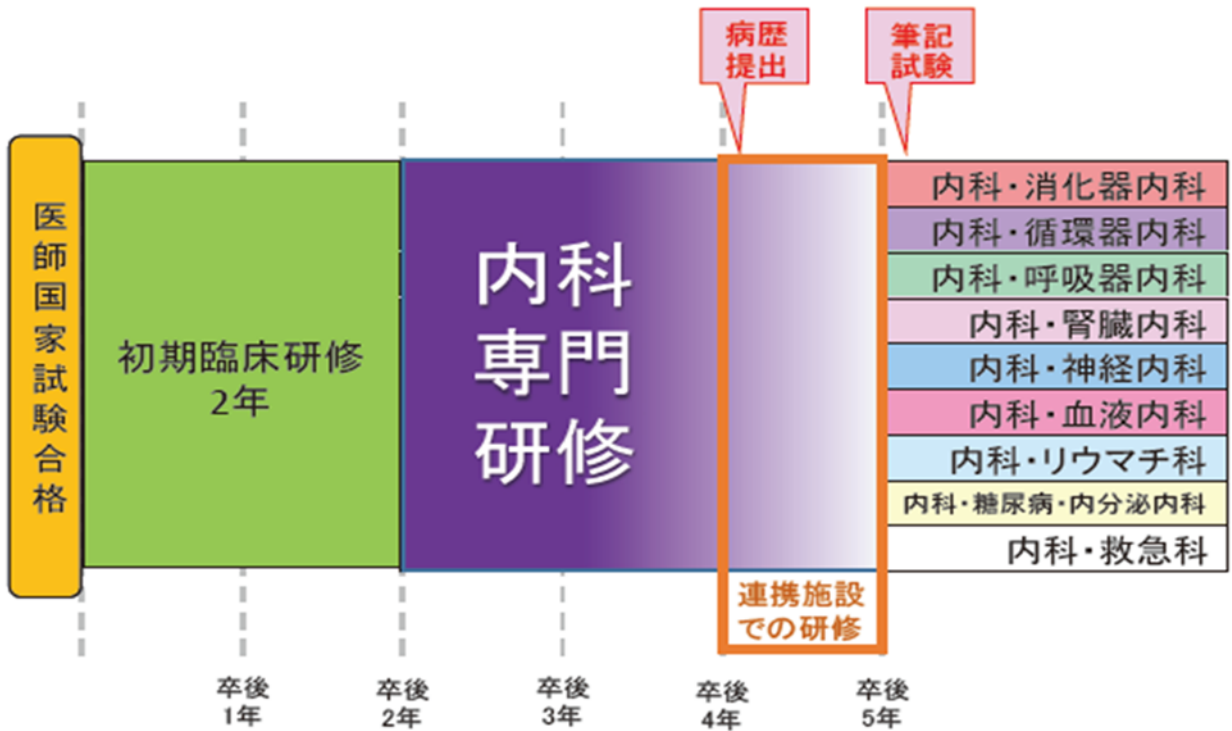 病歴
提出
筆記
試験
医師国家試験合格
初期臨床研修
2年
内科
専門
研修
内科・消化器内科
内科・循環器内科
内科・呼吸器内科
内科・腎臓内科
内科・神経内科
内科・血液内科
内科・リウマチ科
内科・糖尿病・内分泌内科
内科・救急科
連携施設
での研修
卒後
1年
卒後
2年
卒後
3年
卒後
4年
卒後
5年